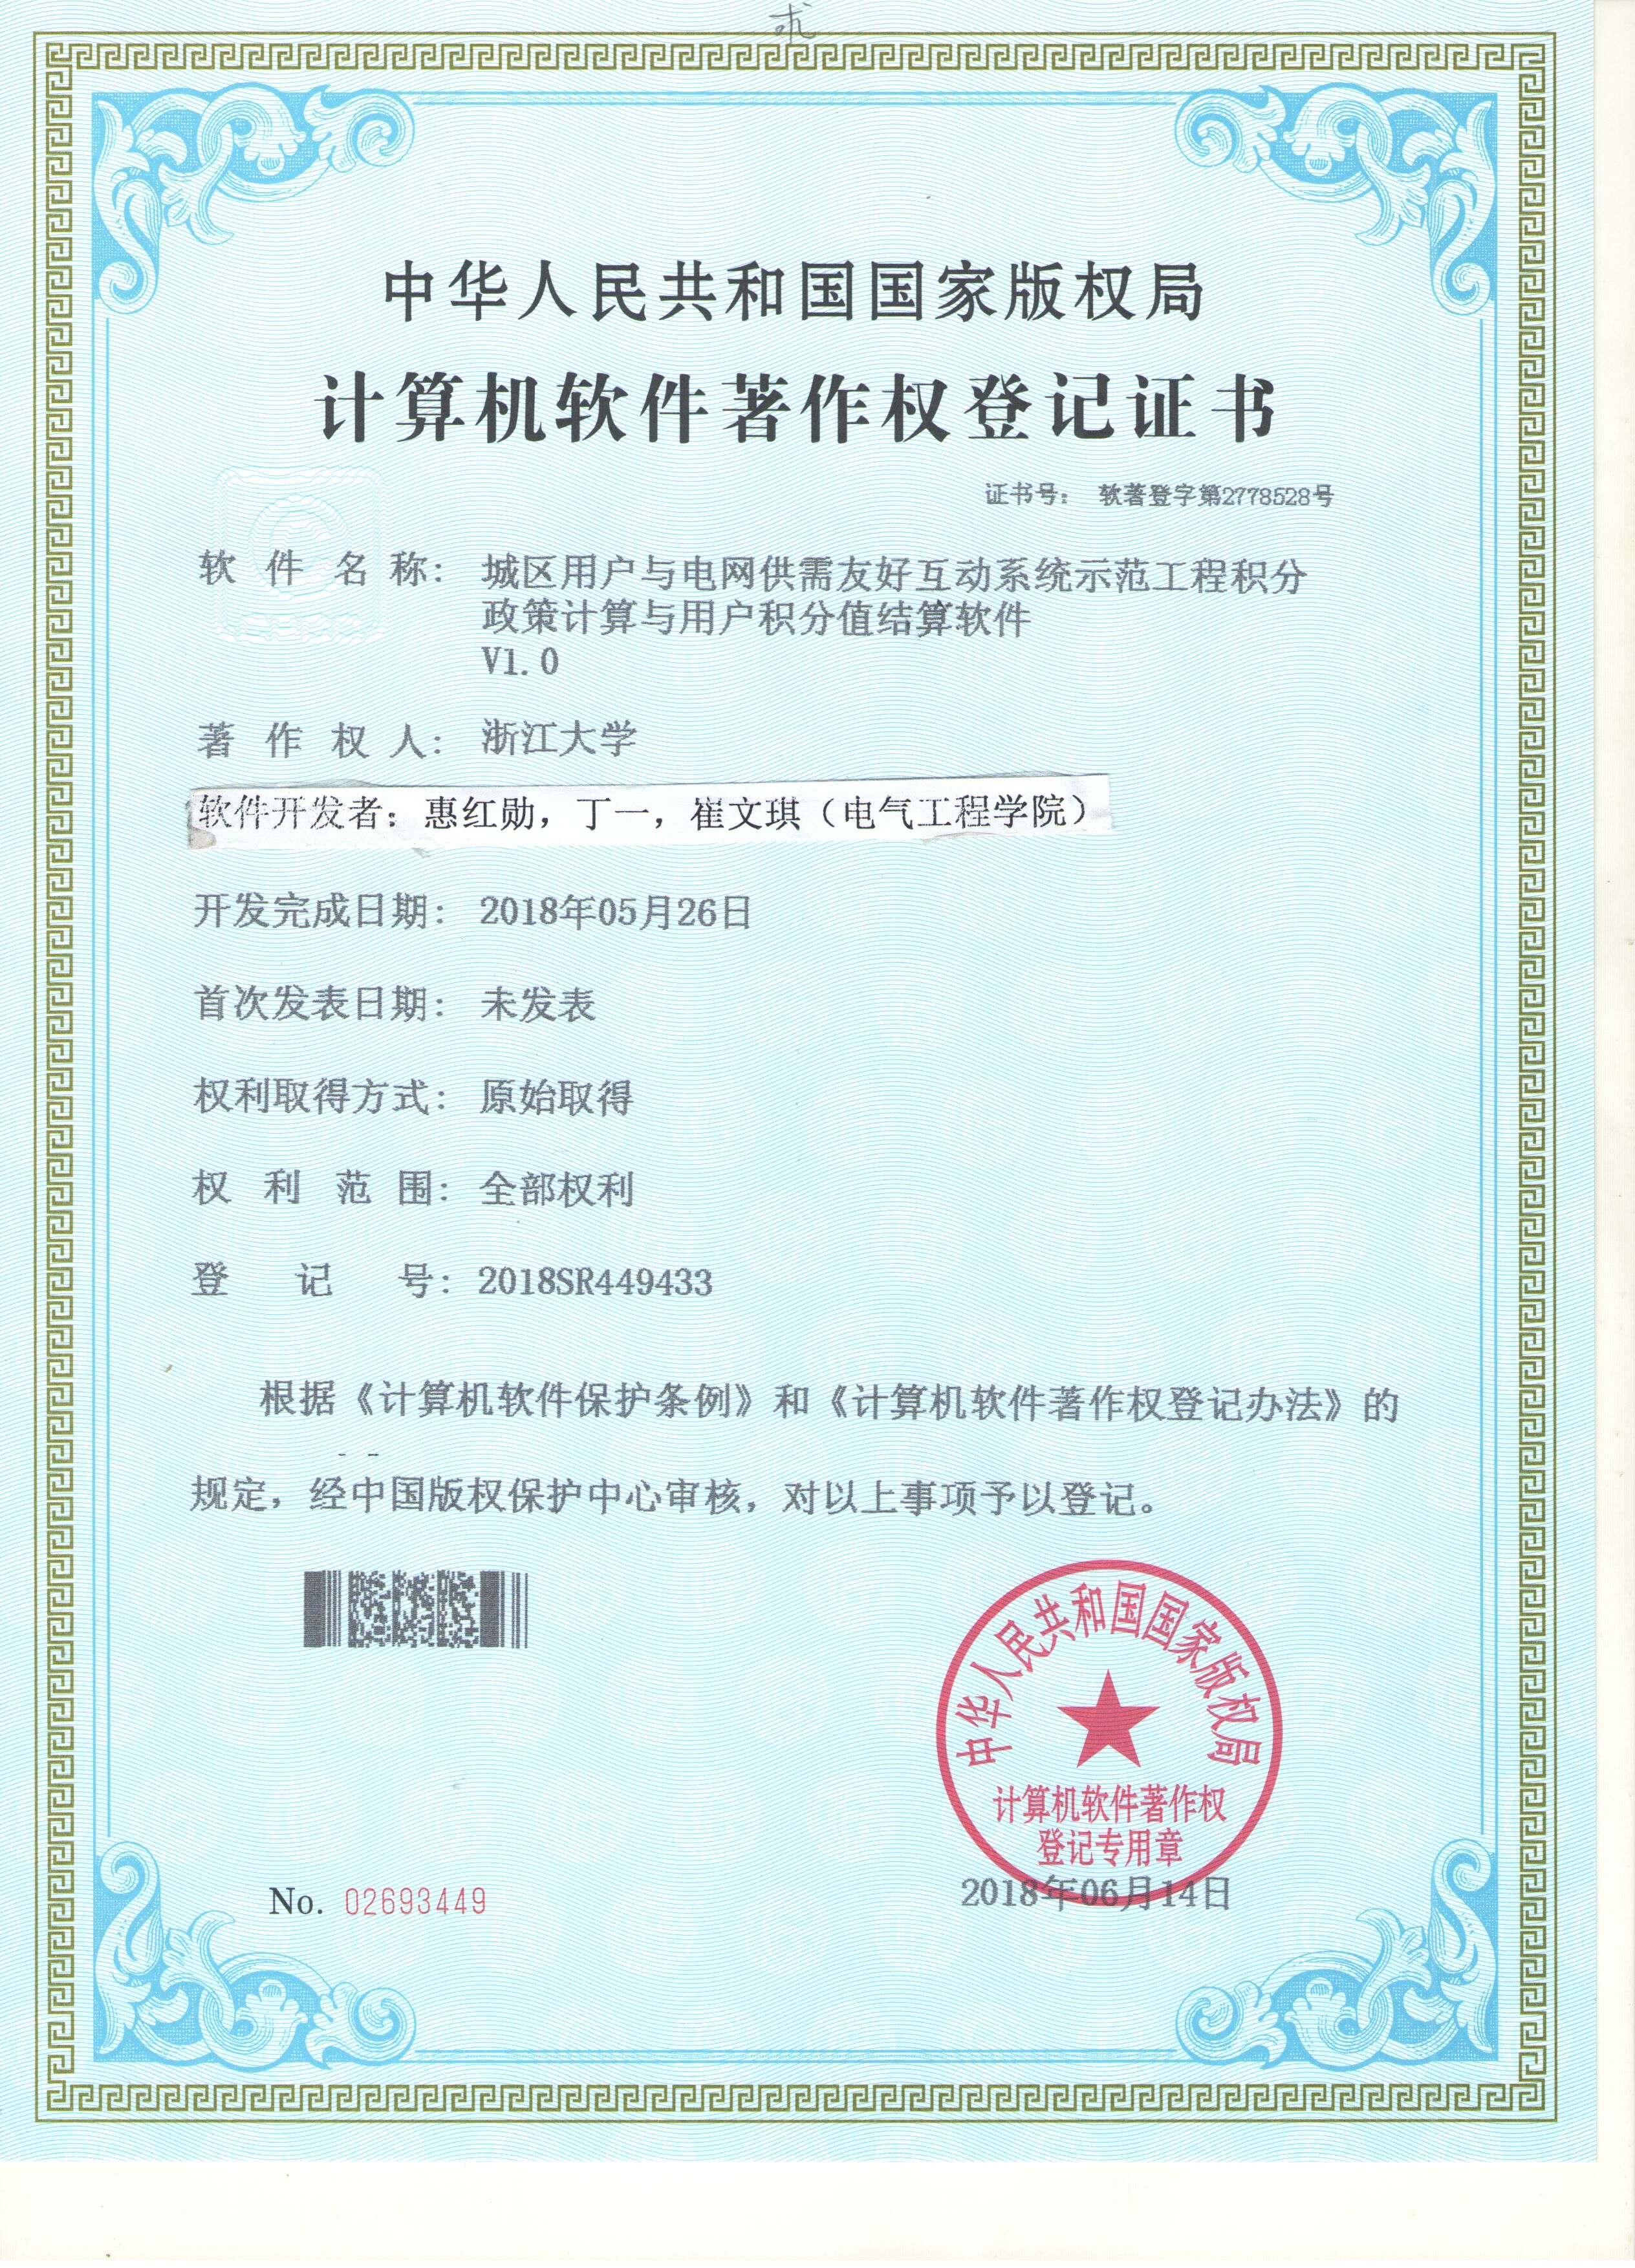 中华人民共和国国家版权局
计算机软件著作权登记证书
证书号： 软著登字第2778528号
软件名称： 城区用户与电网供需友好互动系统示范工程积分
政策计算与用户积分值结算软件
V1.0
著作权人： 浙江大学
软件开发者：惠红勋，丁一，崔文琪（电气工程学院）
开发完成日期： 2018年05月26日
首次发表日期： 未发表
权利取得方式： 原始取得
权利范围： 全部权利
登记号： 2018SR449433
根据《计算机软件保护条例》和《计算机软件著作权登记办法》的
规定，经中国版权保护中心审核，对以上事项予以登记。
中华人民共和国国家版权局
计算机软件著作权
登记专用章
No. 02693449
2018年06月14日